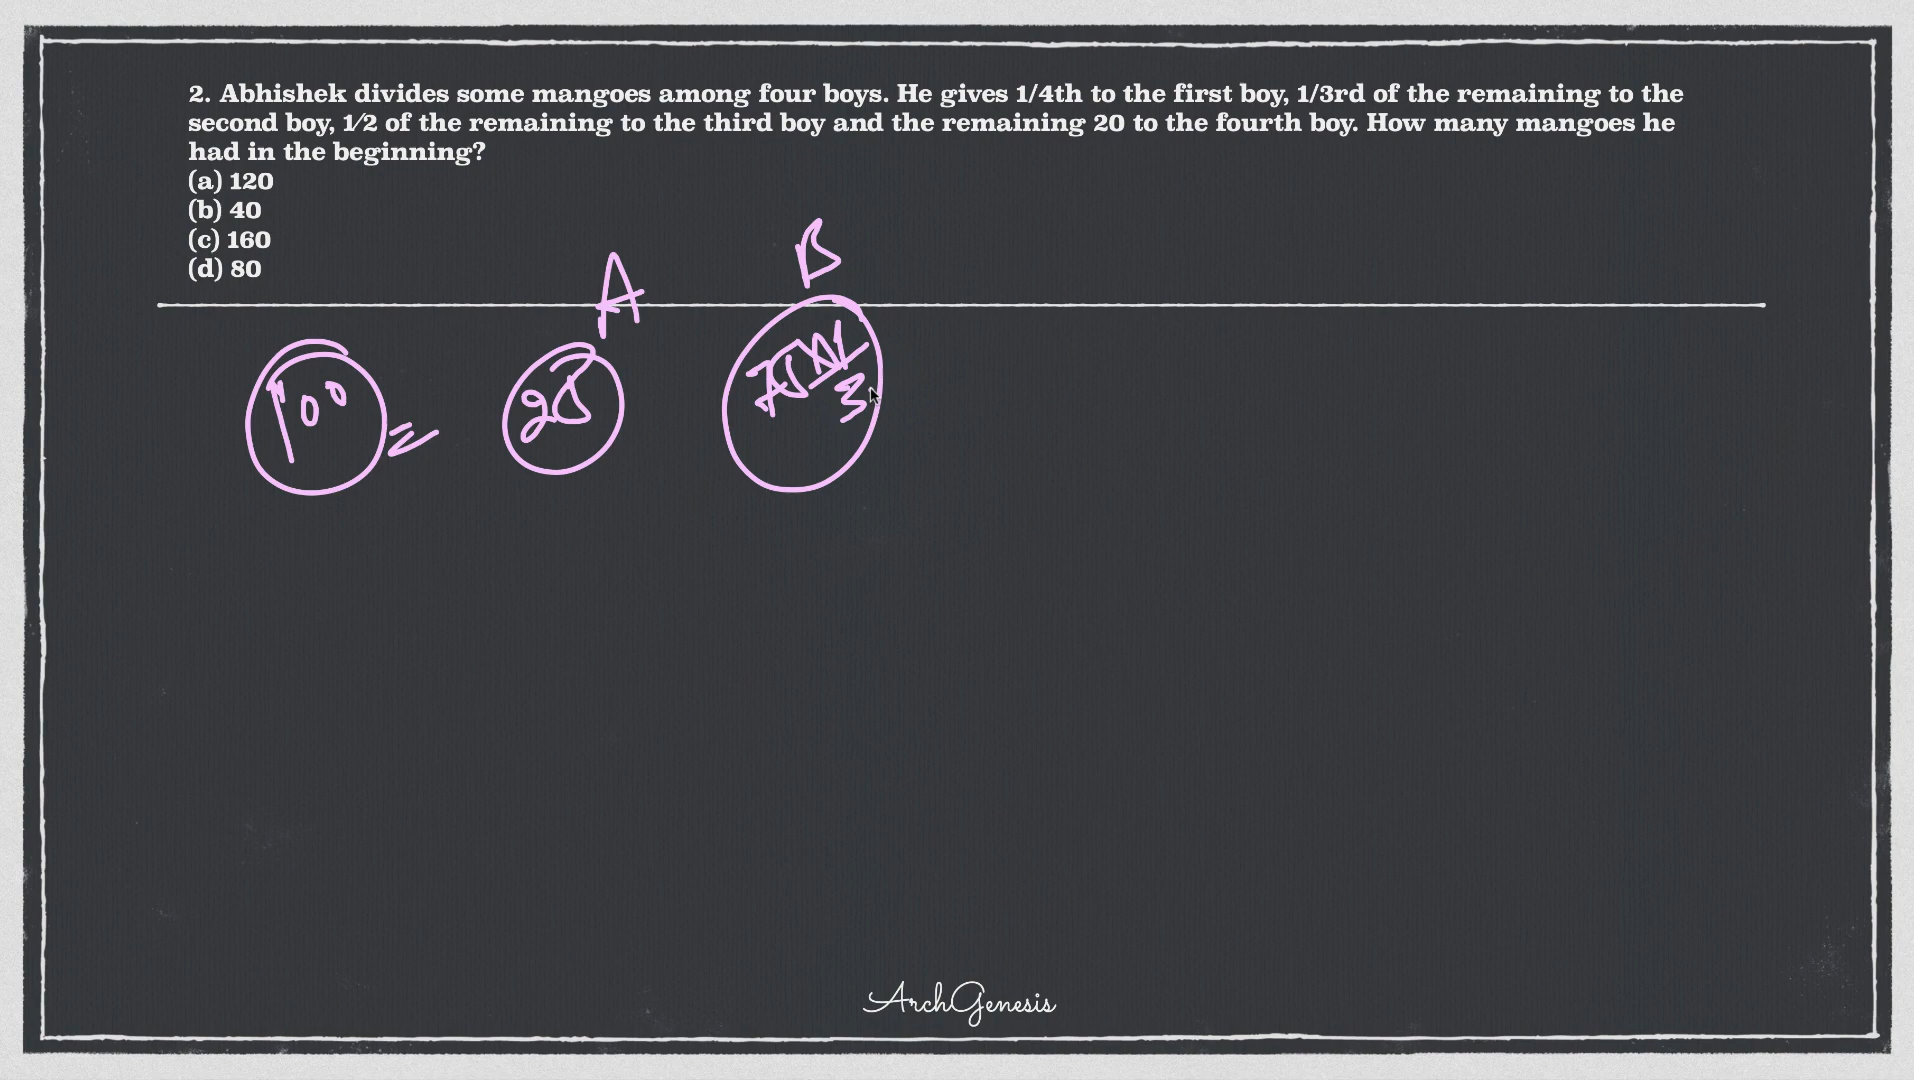 2. Abhishek divides some mangoes among four boys. He gives 1/4th to the first boy, 1/3rd of the remaining to the
second boy, 1⁄2 of the remaining to the third boy and the remaining 20 to the fourth boy. How many mangoes he
had in the beginning?
(a) 120
(b) 40
(c) 160
(d) 80
A
B
100 =
25
3
ArchGenesis